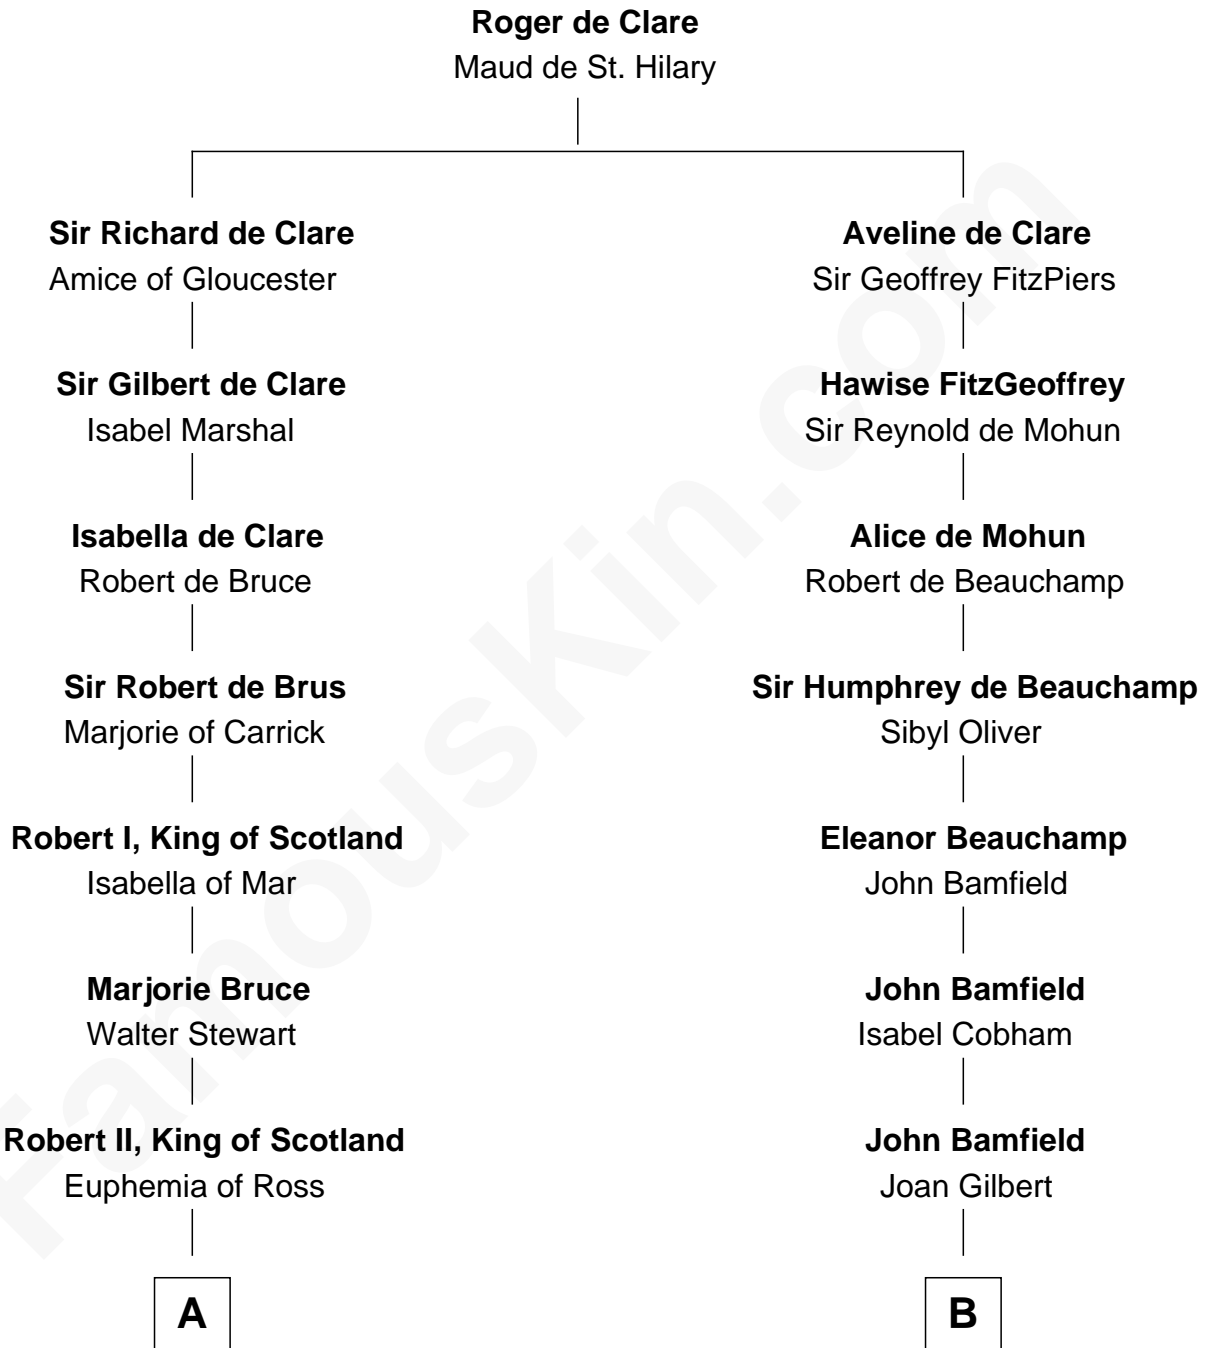 Roger de Clare
Maud de St. Hilary
Sir Richard de Clare
Amice of Gloucester
Aveline de Clare
Sir Geoffrey FitzPiers
Sir Gilbert de Clare
Isabel Marshal
Hawise FitzGeoffrey
Sir Reynold de Mohun
Isabella de Clare
Robert de Bruce
Alice de Mohun
Robert de Beauchamp
Sir Robert de Brus
Marjorie of Carrick
Sir Humphrey de Beauchamp
Sibyl Oliver
Robert I, King of Scotland
Isabella of Mar
Eleanor Beauchamp
John Bamfield
Marjorie Bruce
Walter Stewart
John Bamfield
Isabel Cobham
Robert II, King of Scotland
Euphemia of Ross
John Bamfield
Joan Gilbert
A
B
FamousKin.com